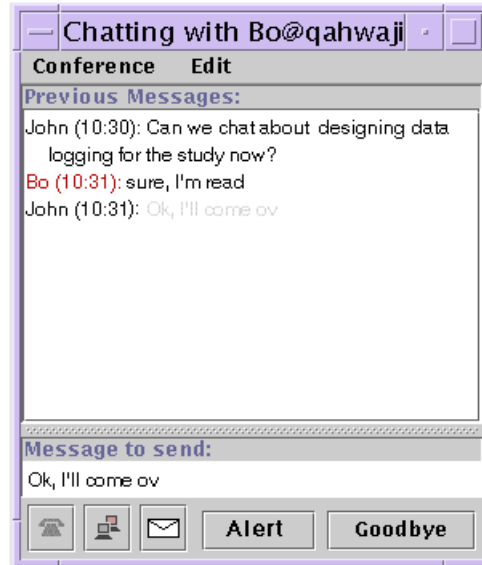 Chatting with Bo@qahwaji
Conference Edit
Previous Messages:
John (10:30): Can we chat about designing data
logging for the study now?
Bo (10:31): sure, I'm read
John (10:31): Ok, I'll come ov
Message to send:
Ok, I'll come ov
Alert Goodbye